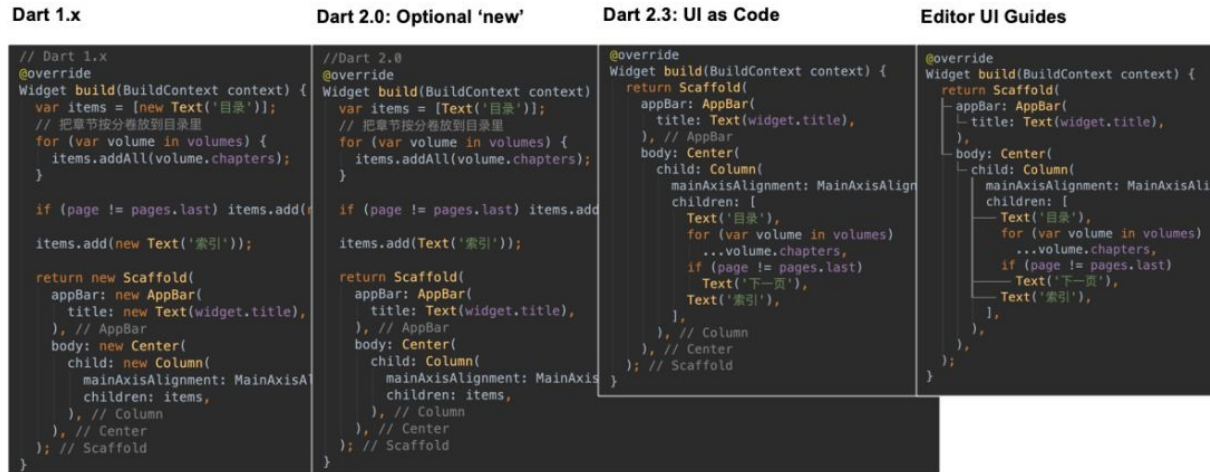 Dart 1.x
// Dart 1.x
@override
Widget build(BuildContext context) {
var items = [new Text('目录')];
// 把章节按分卷放到目录里
for (var volume in volumes) {
items.addAll(volume.chapters);
}
if (page != pages.last) items.add(
items.add(new Text('索引'));
return new Scaffold(
appBar: new AppBar(
title: new Text(widget.title),
), // AppBar
body: new Center(
child: new Column(
mainAxisAlignment: MainAxisAl
children: items,
), // Column
), // Center
); // Scaffold
}
Dart 2.0: Optional ‘new’
//Dart 2.0
@override
Widget build(BuildContext context)
var items = [Text('目录')];
// 把章节按分卷放到目录里
for (var volume in volumes) {
items.addAll(volume.chapters);
}
if (page != pages.last) items.add
items.add(Text('索引'));
return Scaffold(
appBar: AppBar(
title: Text(widget.title),
), // AppBar
body: Center(
child: Column(
mainAxisAlignment: MainAxis
children: items,
), // Column
), // Center
); // Scaffold
}
Dart 2.3: UI as Code
@override
Widget build(BuildContext context) {
return Scaffold(
appBar: AppBar(
title: Text(widget.title),
), // AppBar
body: Center(
child: Column(
mainAxisAlignment: MainAxisAlign
children: [
Text('目录'),
for (var volume in volumes)
...volume.chapters,
if (page != pages.last)
Text('下一页'),
Text('索引'),
],
), // Column
), // Center
); // Scaffold
}
Editor UI Guides
@override
Widget build(BuildContext context) {
return Scaffold(
appBar: AppBar(
title: Text(widget.title),
),
body: Center(
child: Column(
mainAxisAlignment: MainAxisAl
children: [
Text('目录'),
for (var volume in volumes)
...volume.chapters,
if (page != pages.last)
Text('下一页'),
Text('索引'),
],
),
),
);
}